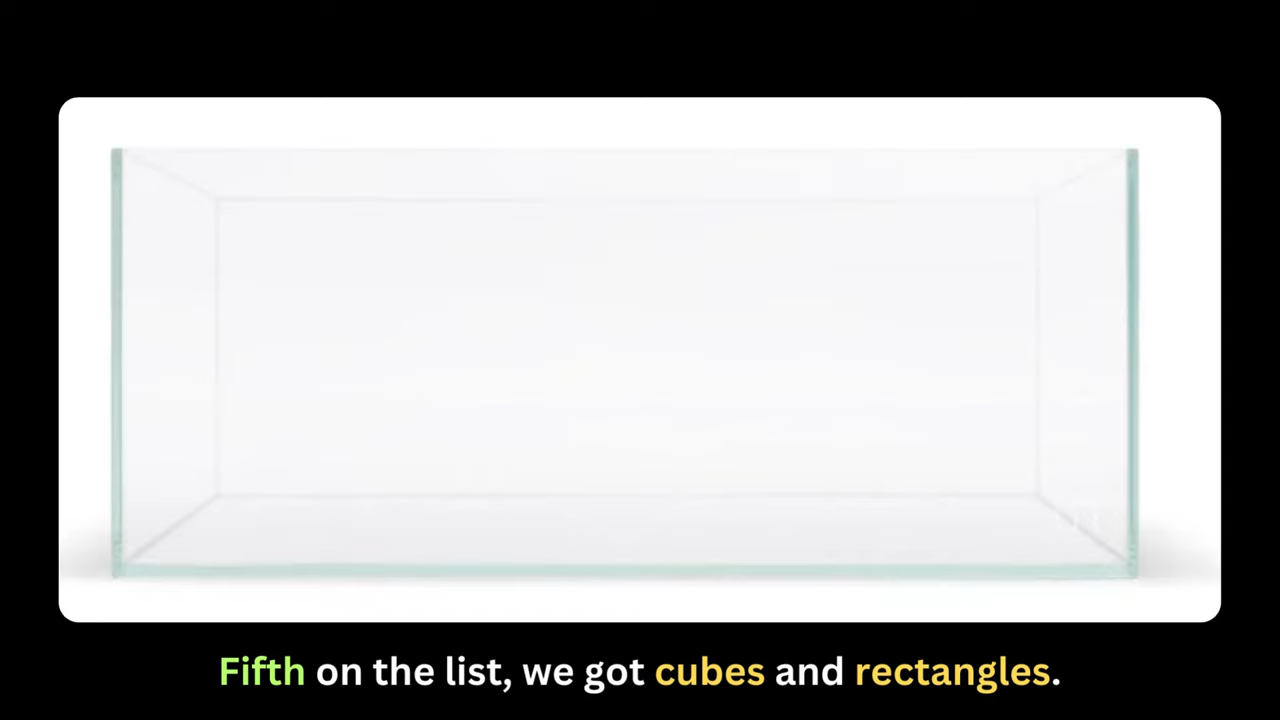 Fifth on the list, we got cubes and rectangles.